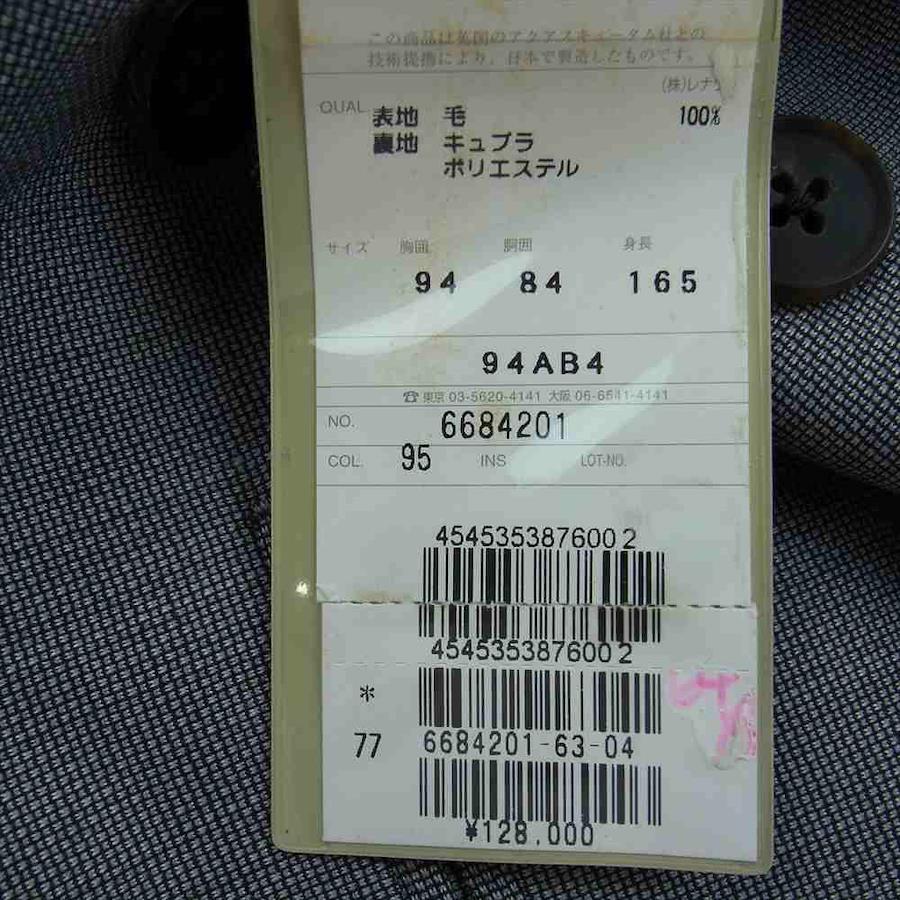 この商品は英国のアクアスキュータム社との
技術提携により、日本で製造したものです。
(株)レナウ
QUAL. 表地 毛 100%
裏地 キュプラ
ポリエステル
サイズ 胸囲 胴囲 身長
94 84 165
94AB4
☎東京 03-5620-4141 大阪 06-6541-4141
NO. 6684201
COL. 95 INS LOT-NO.
4545353876002
4545353876002
*
77 6684201-63-04
¥128,000